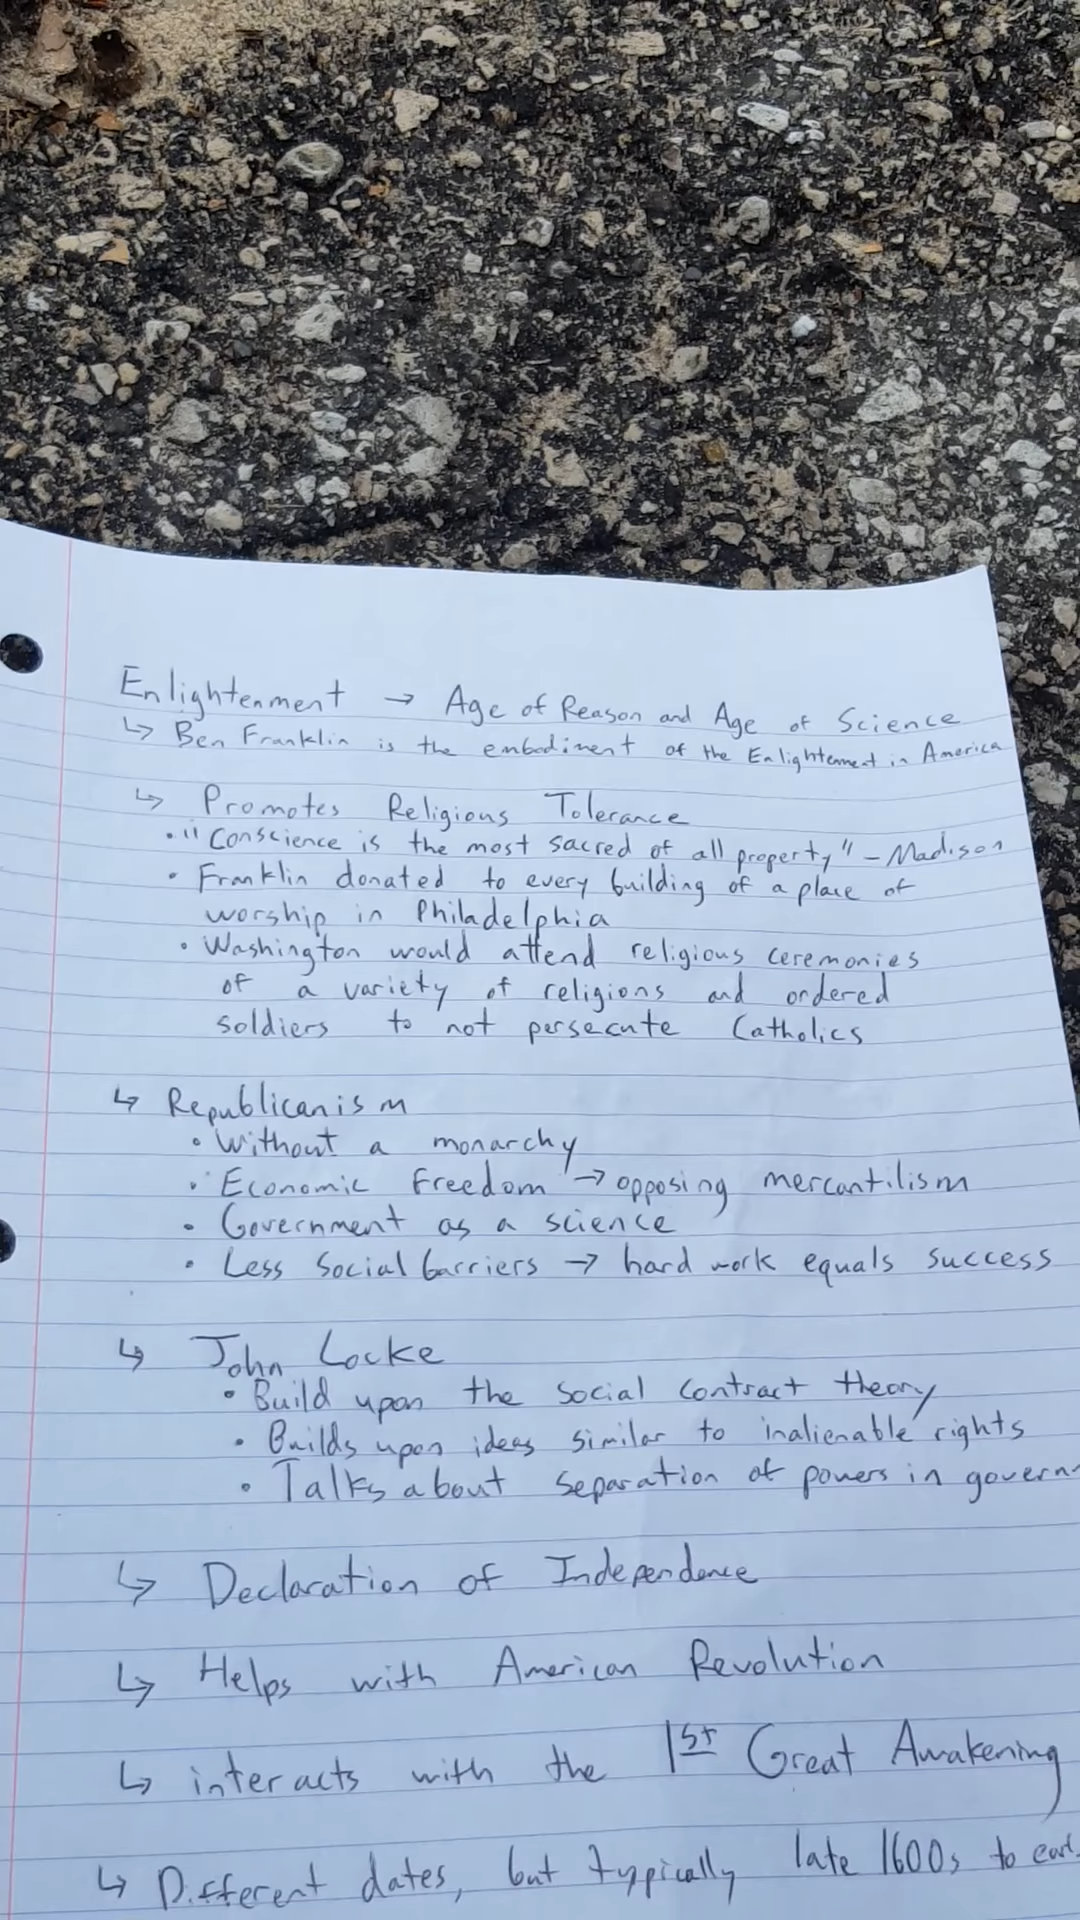 Enlightenment → Age of Reason and Age of Science
↳ Ben Franklin is the embodiment of the Enlightenment in America
↳ Promotes Religious Tolerance
• "Conscience is the most sacred of all property" - Madison
• Franklin donated to every building of a place of
worship in Philadelphia
• Washington would attend religious ceremonies
of a variety of religions and ordered
soldiers to not persecute Catholics
↳ Republicanism
• Without a monarchy
• Economic Freedom → opposing mercantilism
• Government as a science
• Less Social barriers → hard work equals success
↳ John Locke
• Build upon the social contract theory
• Builds upon ideas similar to inalienable rights
• Talks about separation of powers in govern
↳ Declaration of Independence
↳ Helps with American Revolution
↳ interacts with the 1st Great Awakening
↳ Different dates, but typically late 1600s to